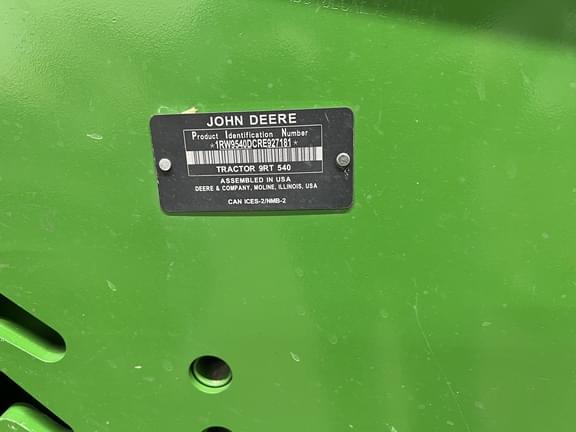 JOHN DEERE
Product Identification Number
*1RW9540DCRE927181*
TRACTOR 9RT 540
ASSEMBLED IN USA
DEERE & COMPANY, MOLINE, ILLINOIS, USA
CAN ICES-2/NMB-2